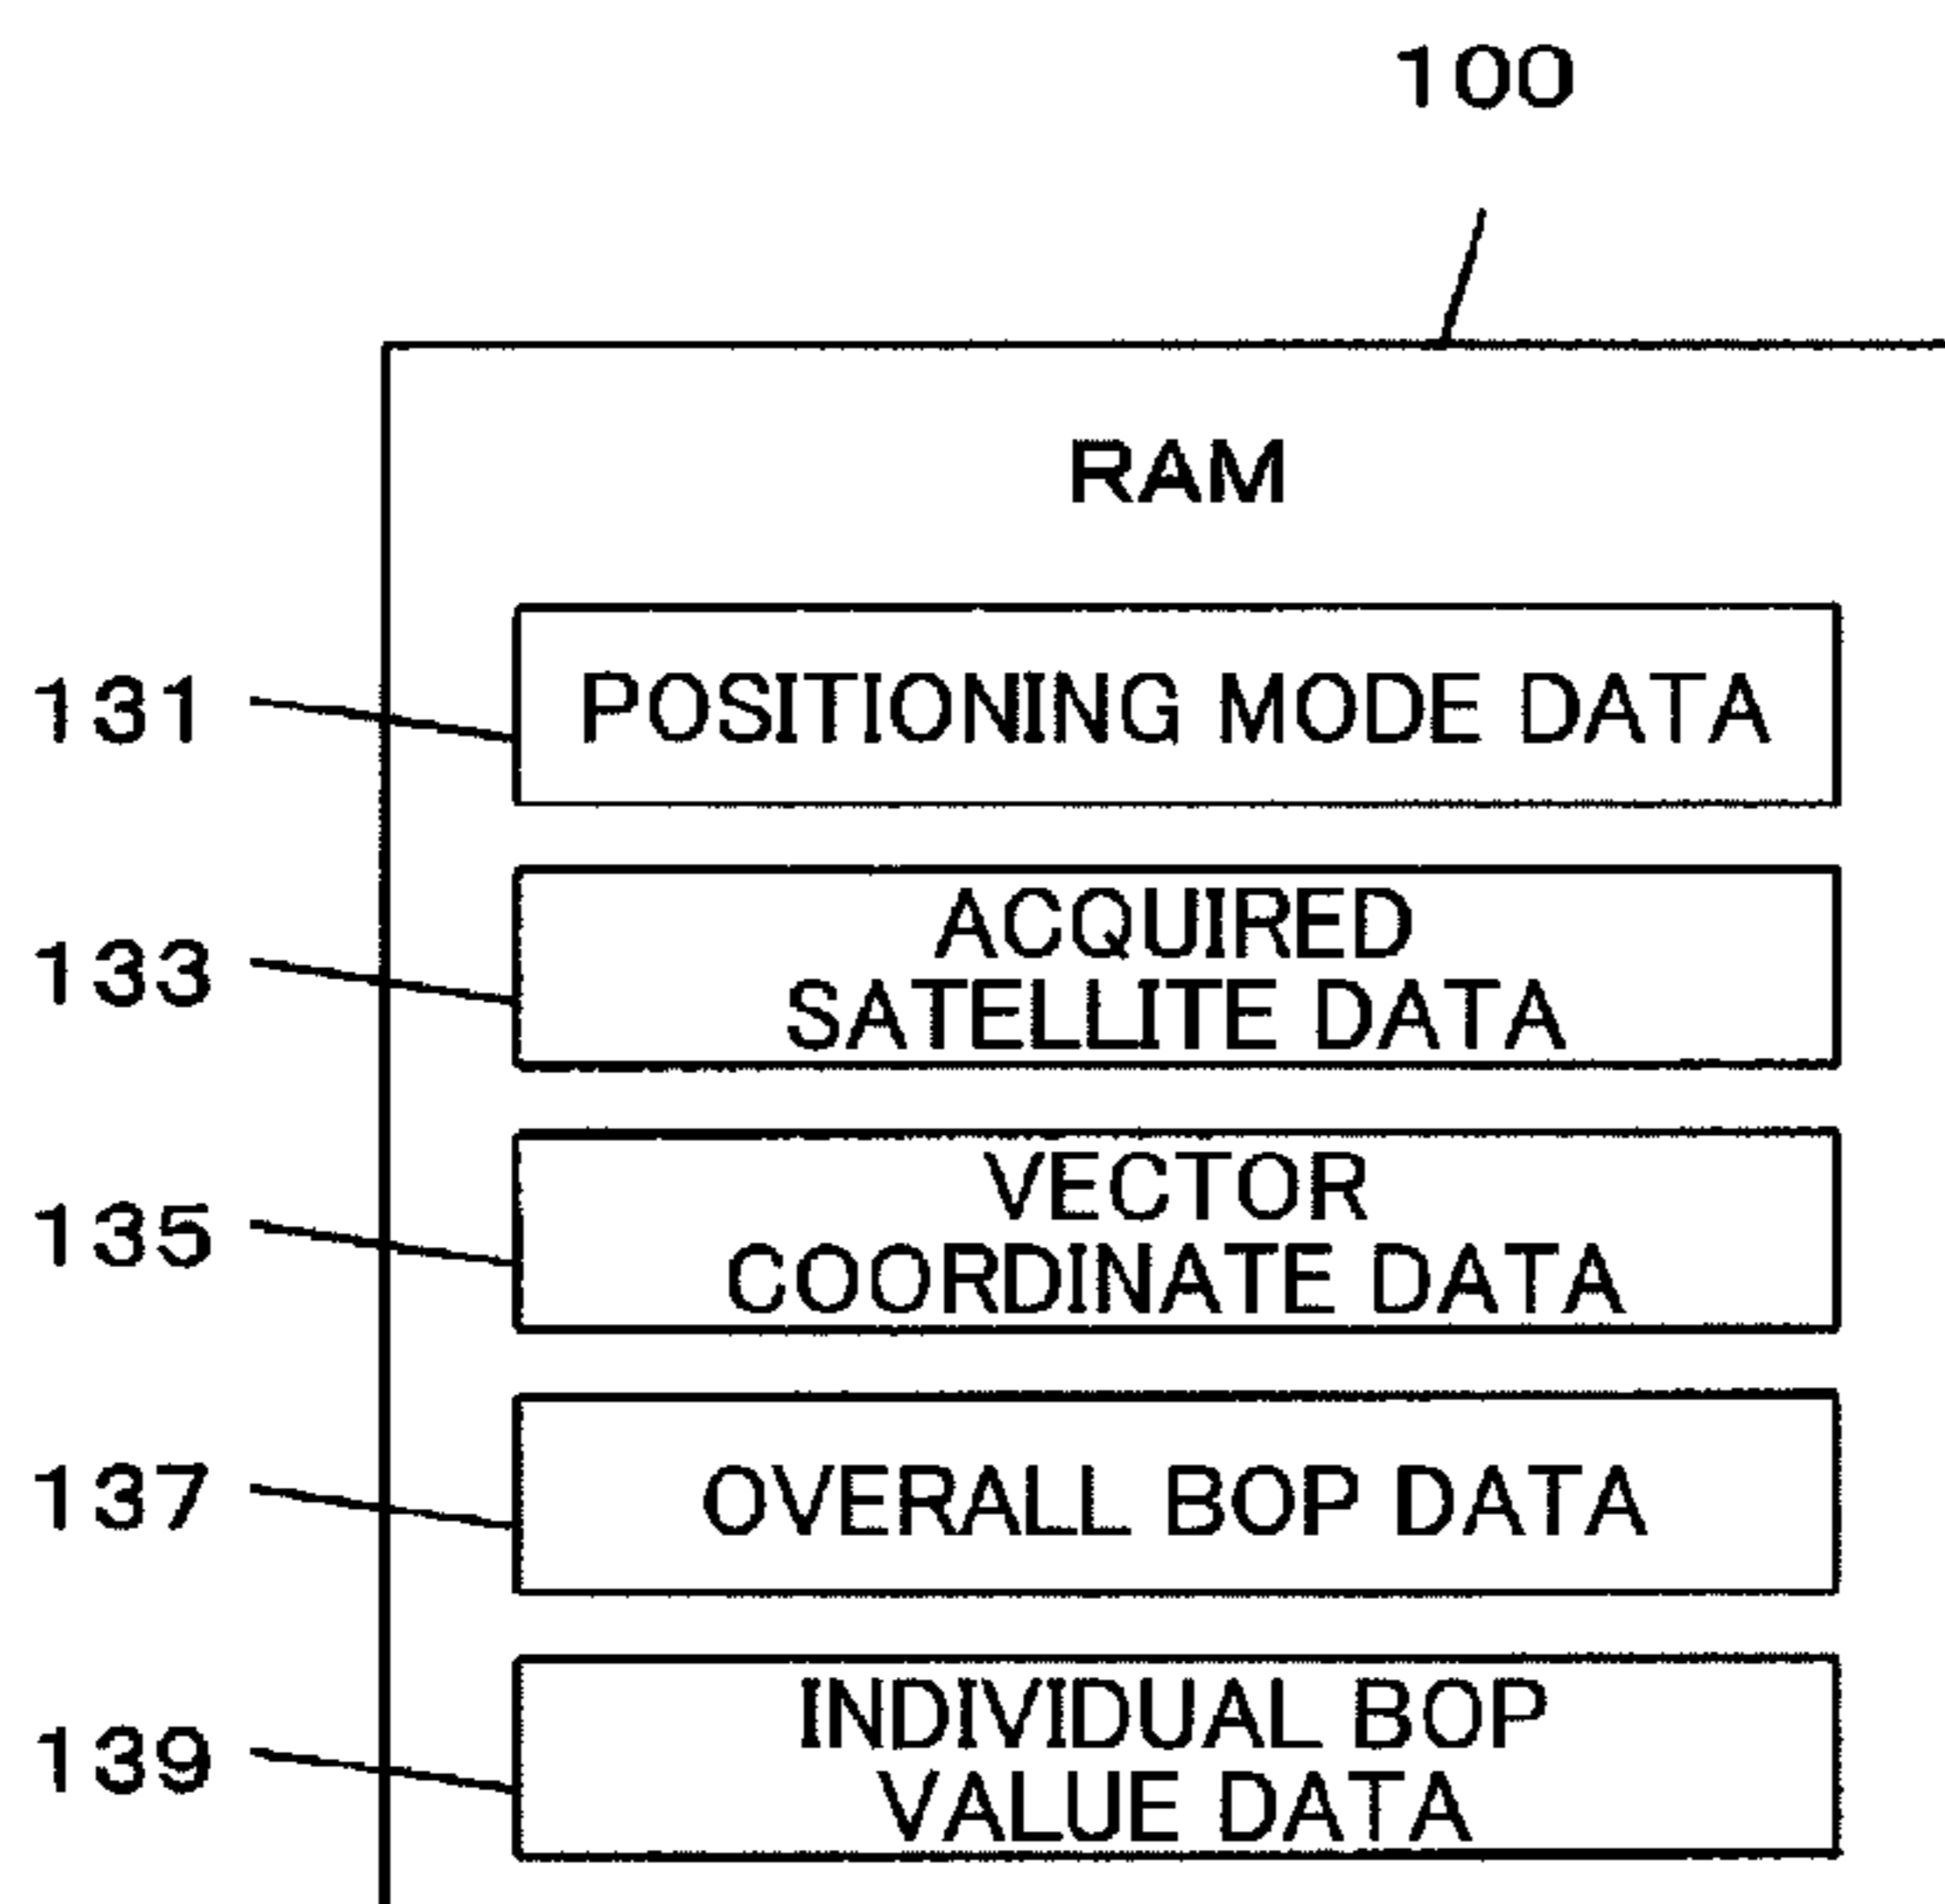 100
RAM
131 POSITIONING MODE DATA
ACQUIRED
133
SATELLITE DATA
VECTOR
135
COORDINATE DATA
137 OVERALL BOP DATA
INDIVIDUAL BOP
139
VALUE DATA